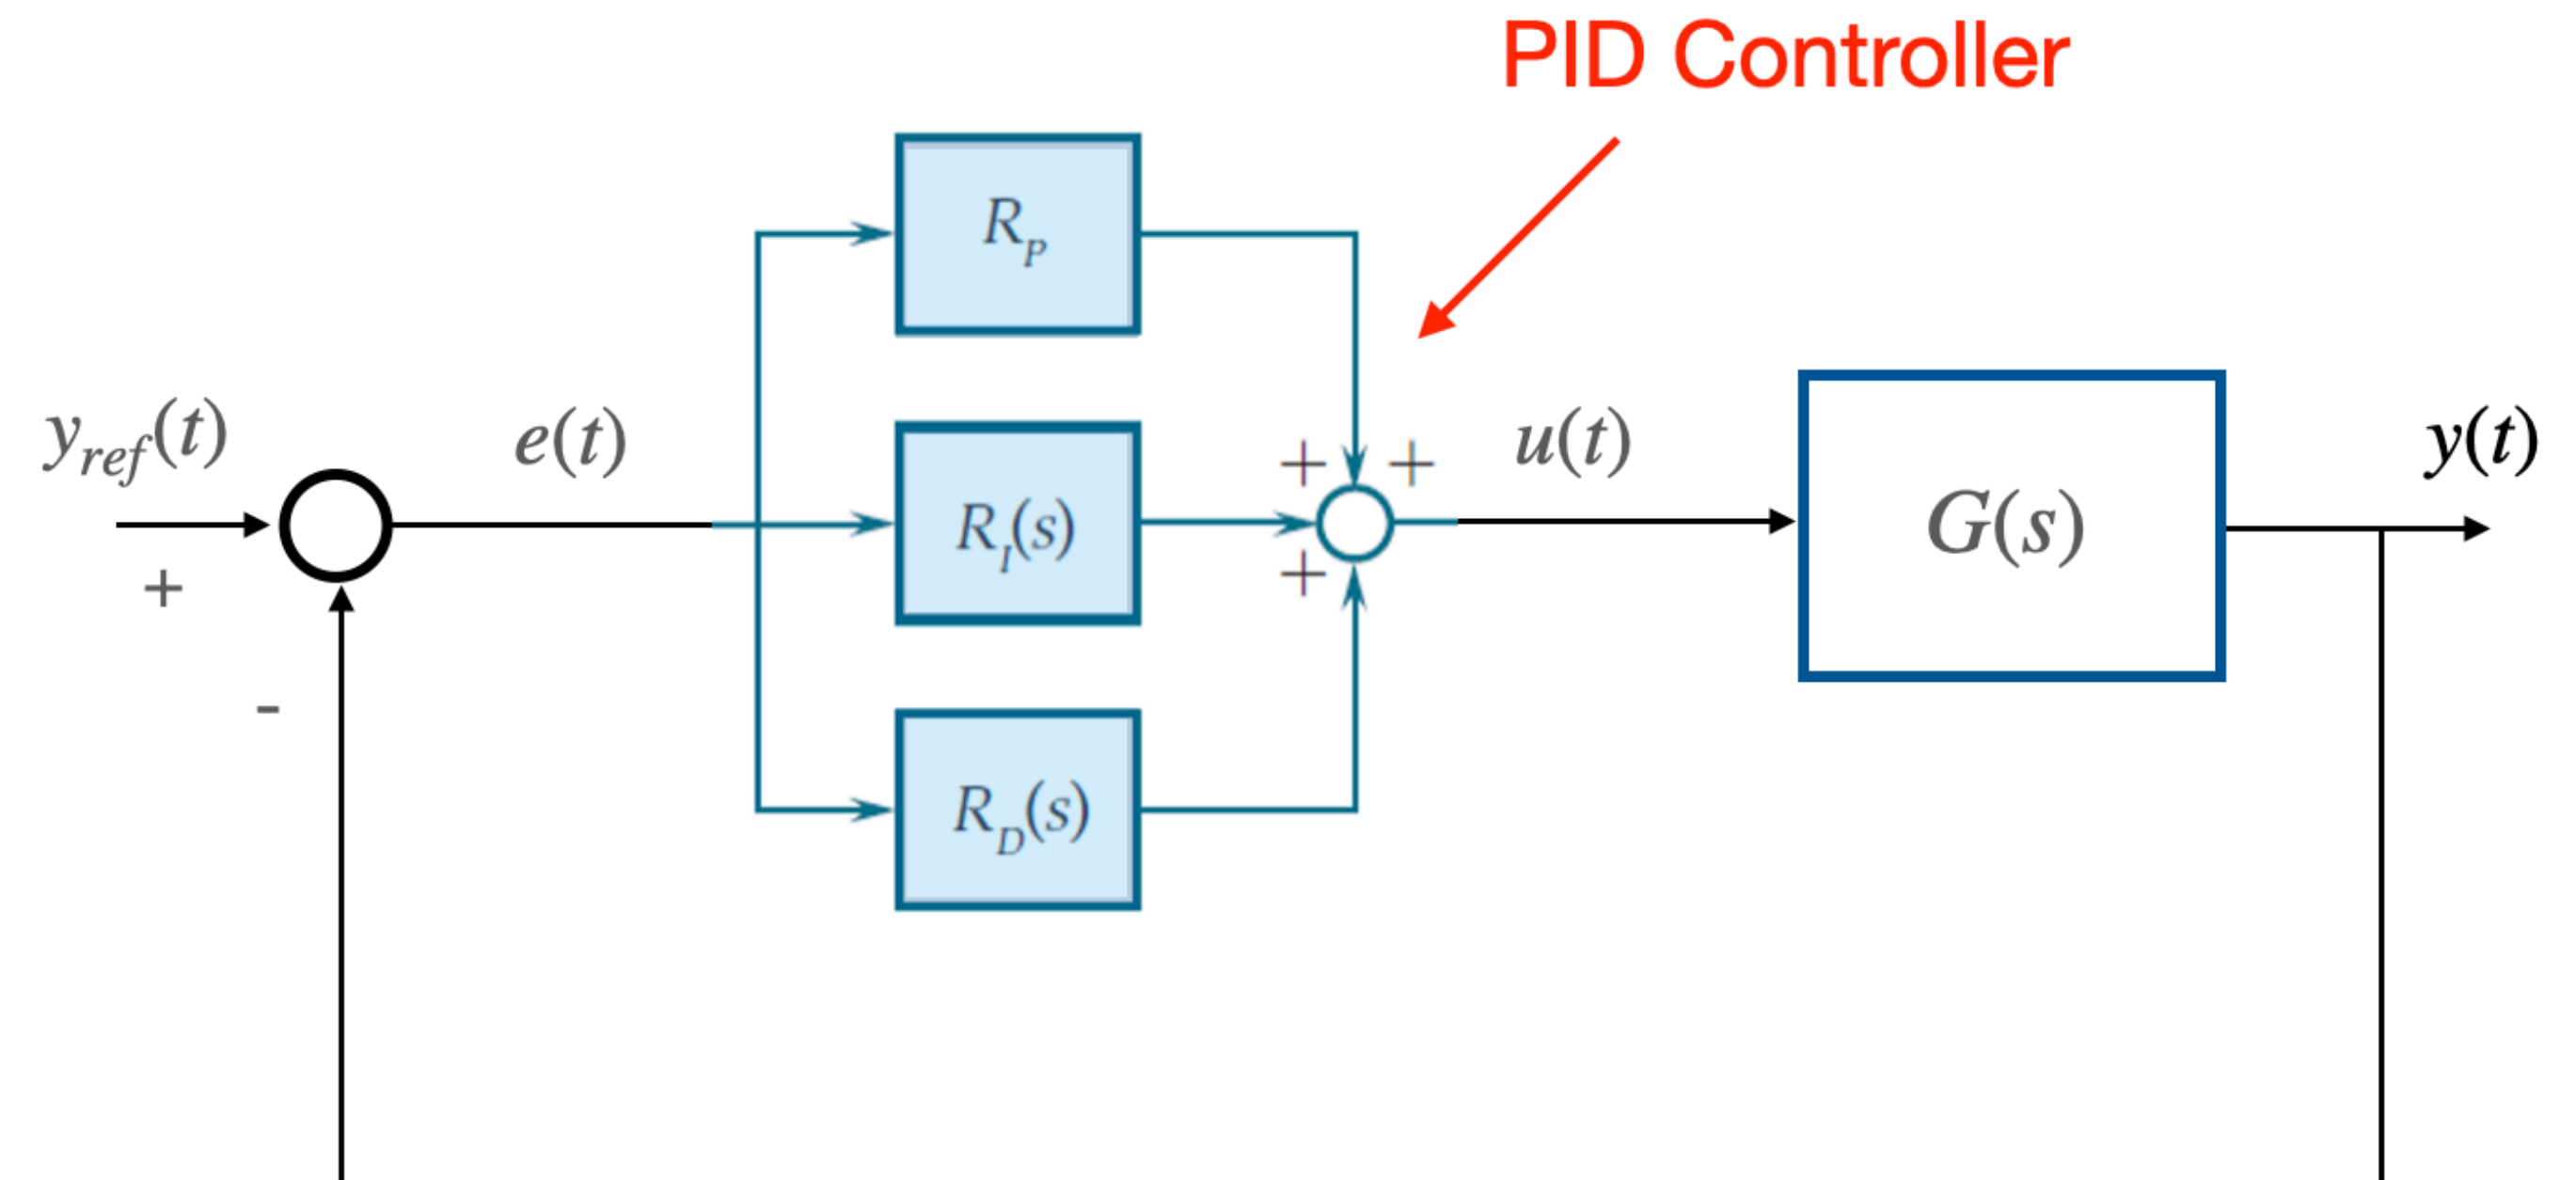 PID Controller
R_P
y_ref(t)
e(t)
+ +
u(t)
y(t)
R_I(s)
G(s)
+
+
-
R_D(s)